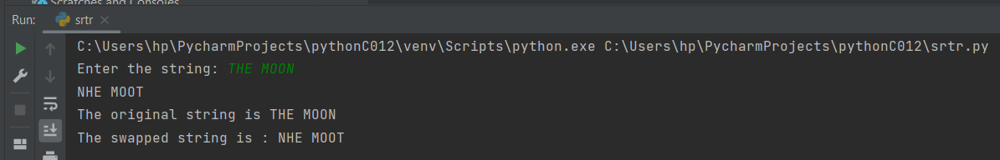 Scratches and Consoles
Run: srtr
C:\Users\hp\PycharmProjects\pythonC012\venv\Scripts\python.exe C:\Users\hp\PycharmProjects\pythonC012\srtr.py
Enter the string: THE MOON
NHE MOOT
The original string is THE MOON
The swapped string is : NHE MOOT